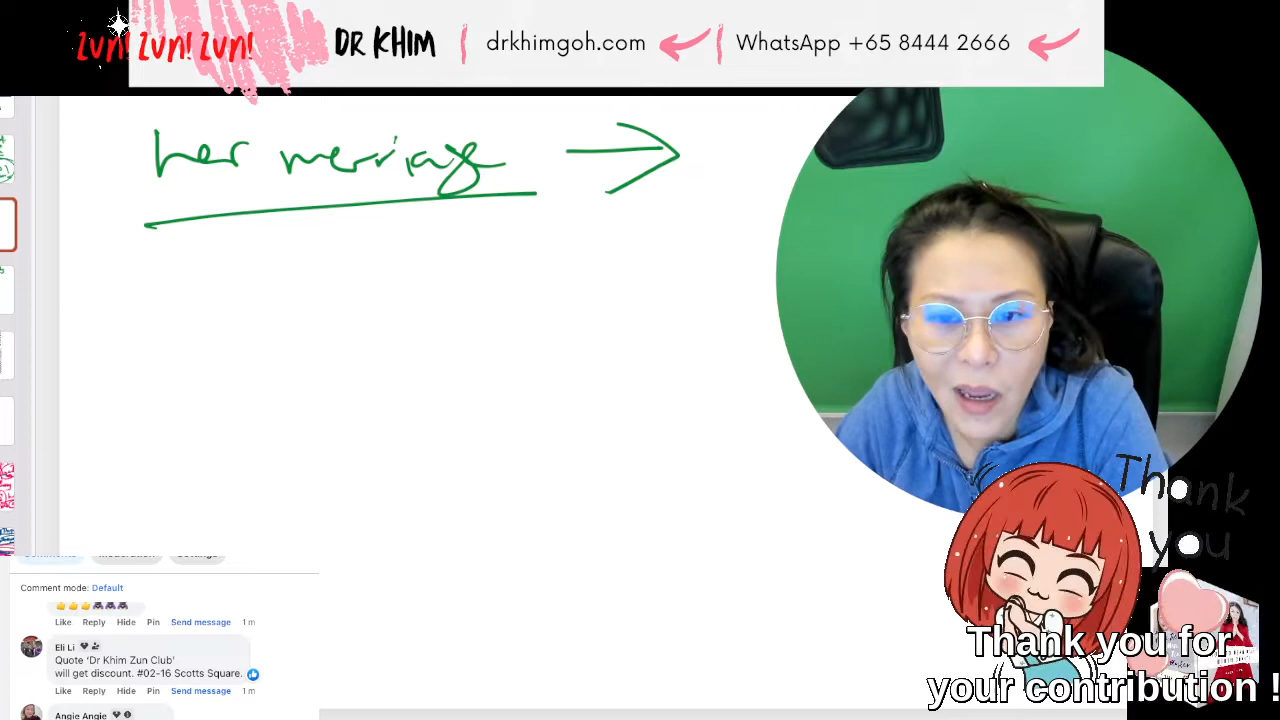 ZUN! ZUN! ZUN!
DR KHIM
drkhimgoh.com
WhatsApp +65 8444 2666
her merriage
Comment mode: Default
Like Reply Hide Pin Send message 1 m
Eli Li
Quote ‘Dr Khim Zun Club’
will get discount. #02-16 Scotts Square.
Like Reply Hide Pin Send message 1 m
Angie Angie
Thank
you
Thank you for
your contribution !